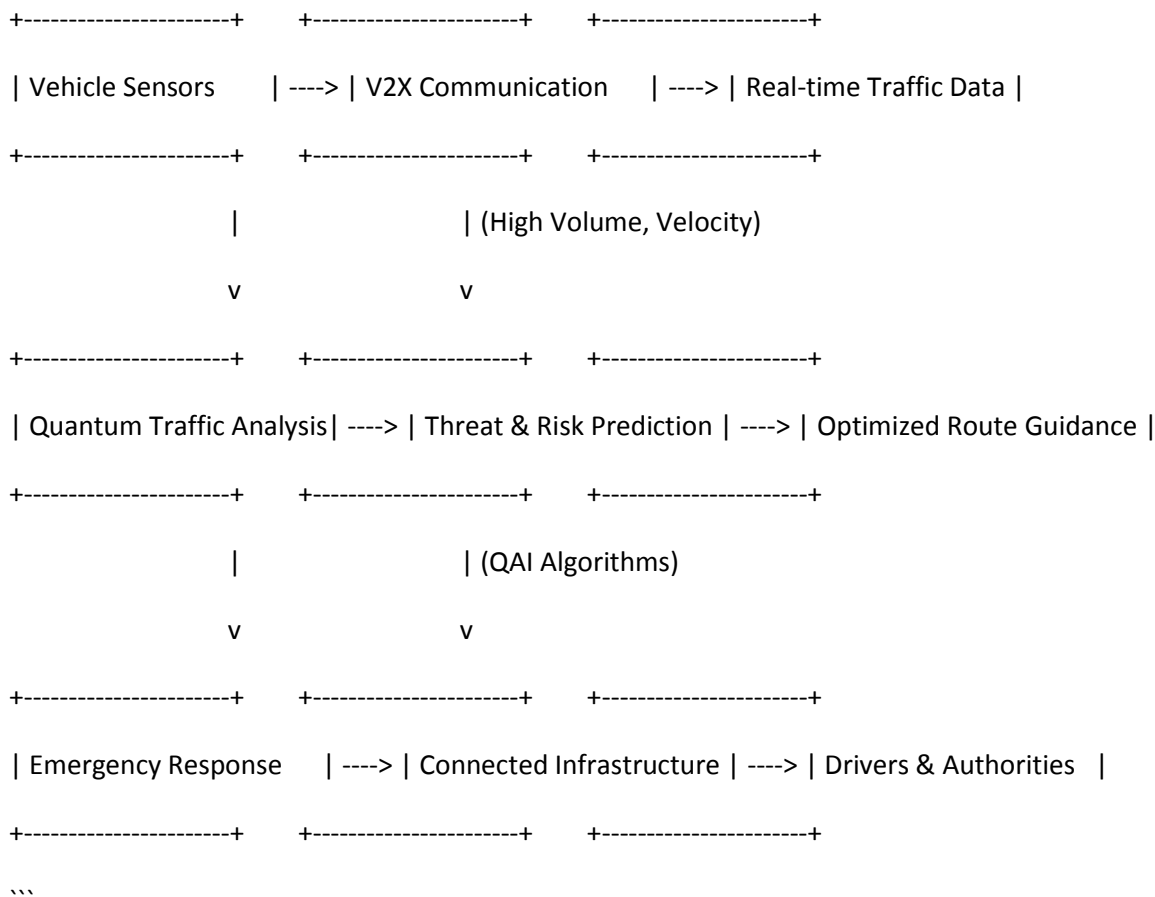 +-----------------------+ +-----------------------+ +-----------------------+
| Vehicle Sensors | ----> | V2X Communication | ----> | Real-time Traffic Data |
+-----------------------+ +-----------------------+ +-----------------------+
| | (High Volume, Velocity)
v v
+-----------------------+ +-----------------------+ +-----------------------+
| Quantum Traffic Analysis| ----> | Threat & Risk Prediction | ----> | Optimized Route Guidance |
+-----------------------+ +-----------------------+ +-----------------------+
| | (QAI Algorithms)
v v
+-----------------------+ +-----------------------+ +-----------------------+
| Emergency Response | ----> | Connected Infrastructure | ----> | Drivers & Authorities |
+-----------------------+ +-----------------------+ +-----------------------+
```